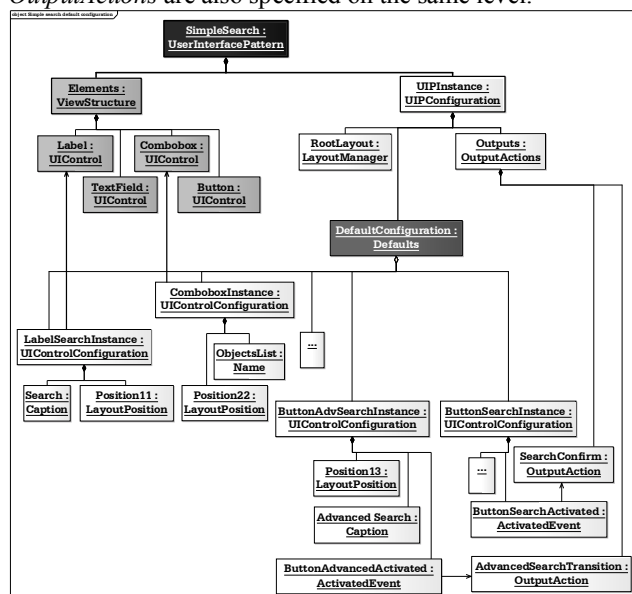 OutputActions are also specified on the same level.
object Simple search default configuration
SimpleSearch :
UserInterfacePattern
Elements :
ViewStructure
UIPInstance :
UIPConfiguration
Label :
UIControl
Combobox :
UIControl
RootLayout :
LayoutManager
Outputs :
OutputActions
TextField :
UIControl
Button :
UIControl
DefaultConfiguration :
Defaults
ComboboxInstance :
UIControlConfiguration
LabelSearchInstance :
UIControlConfiguration
...
ObjectsList :
Name
Search :
Caption
Position11 :
LayoutPosition
Position22 :
LayoutPosition
ButtonAdvSearchInstance :
UIControlConfiguration
ButtonSearchInstance :
UIControlConfiguration
Position13 :
LayoutPosition
...
SearchConfirm :
OutputAction
Advanced Search :
Caption
ButtonSearchActivated :
ActivatedEvent
ButtonAdvancedActivated :
ActivatedEvent
AdvancedSearchTransition :
OutputAction